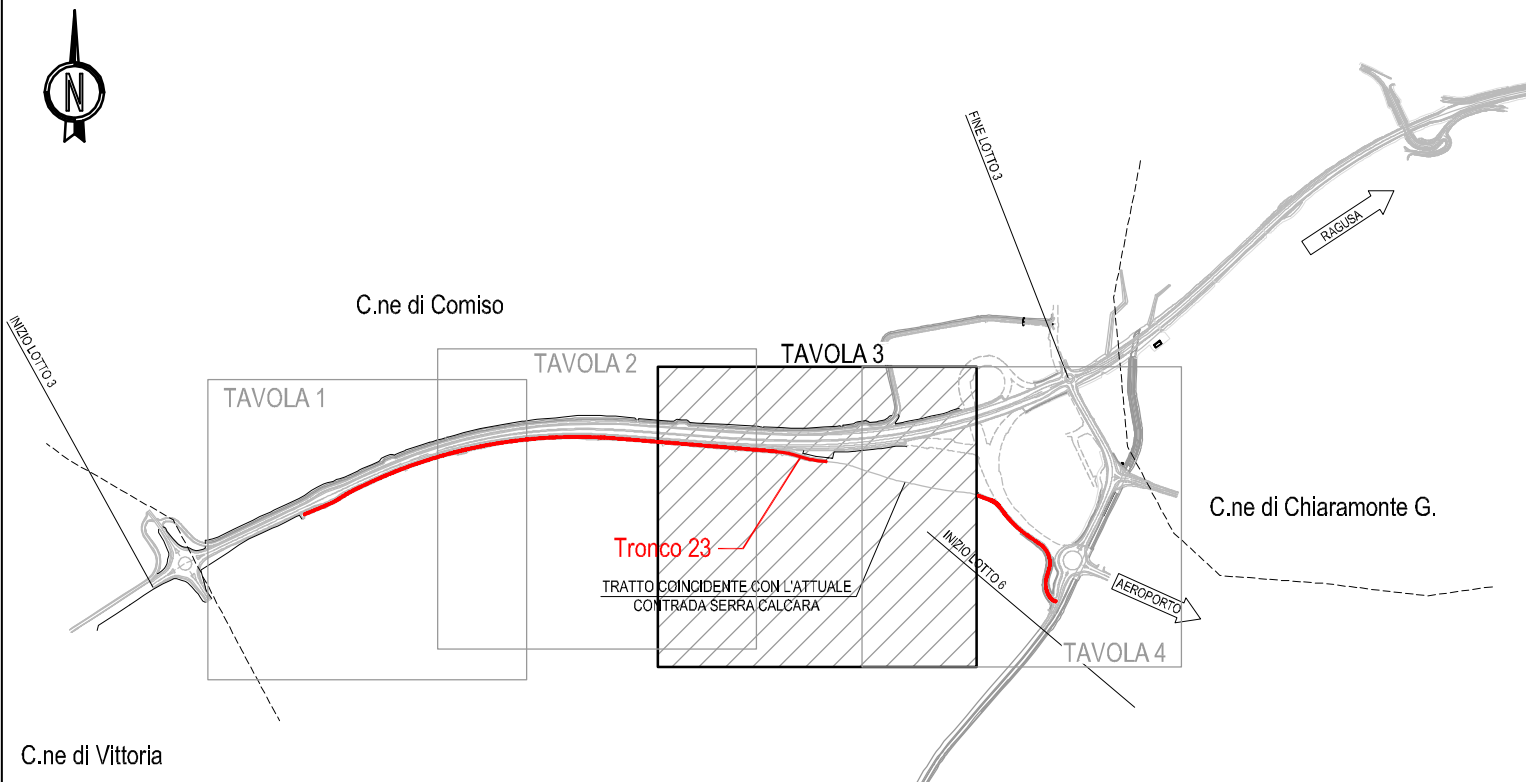 N
FINE LOTTO 3
RAGUSA
C.ne di Comiso
INIZIO LOTTO 3
TAVOLA 1
TAVOLA 2
TAVOLA 3
C.ne di Chiaramonte G.
Tronco 23
INIZIO LOTTO 6
TRATTO COINCIDENTE CON L'ATTUALE
CONTRADA SERRA CALCARA
AEROPORTO
TAVOLA 4
C.ne di Vittoria